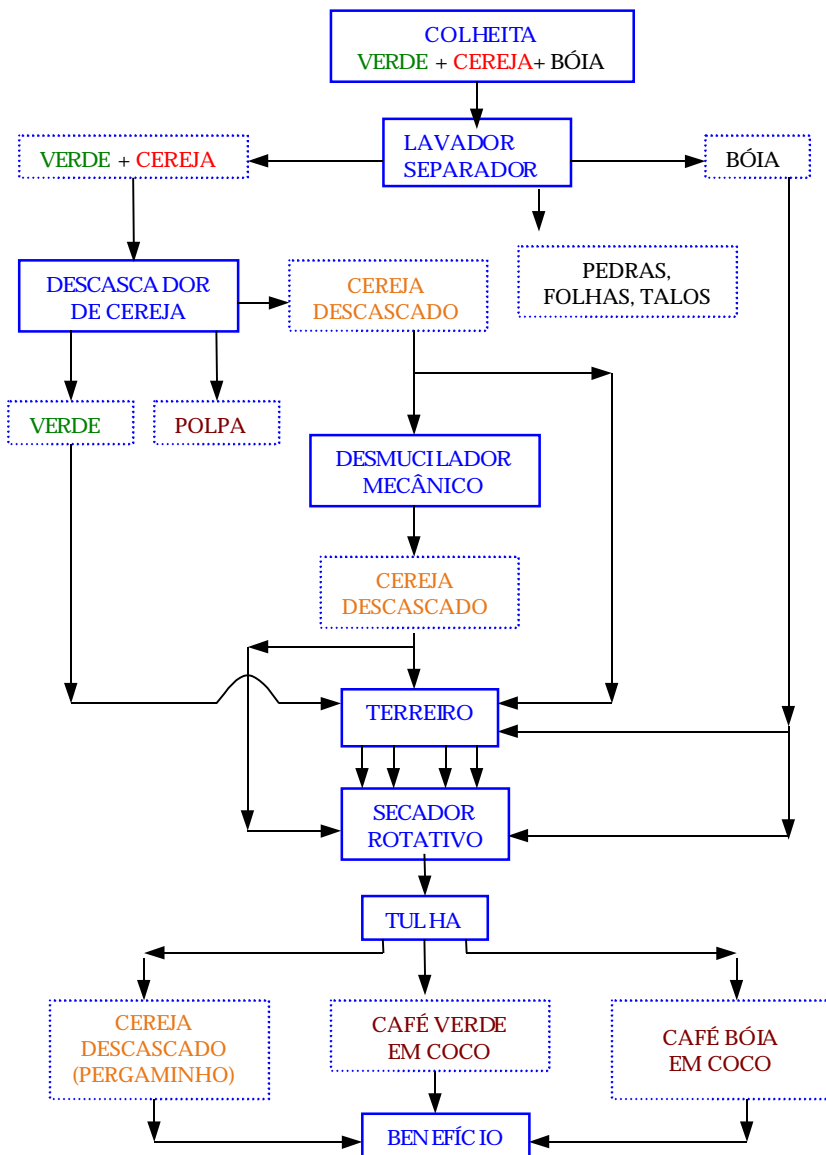 COLHEITA
VERDE + CEREJA+ BÓIA
LAVADOR
SEPARADOR
VERDE + CEREJA
BÓIA
PEDRAS,
FOLHAS, TALOS
DESCASCADOR
DE CEREJA
CEREJA
DESCASCADO
VERDE
POLPA
DESMUCILADOR
MECÂNICO
CEREJA
DESCASCADO
TERREIRO
SECADOR
ROTATIVO
TULHA
CEREJA
DESCASCADO
(PERGAMINHO)
CAFÉ VERDE
EM COCO
CAFÉ BÓIA
EM COCO
BENEFÍCIO